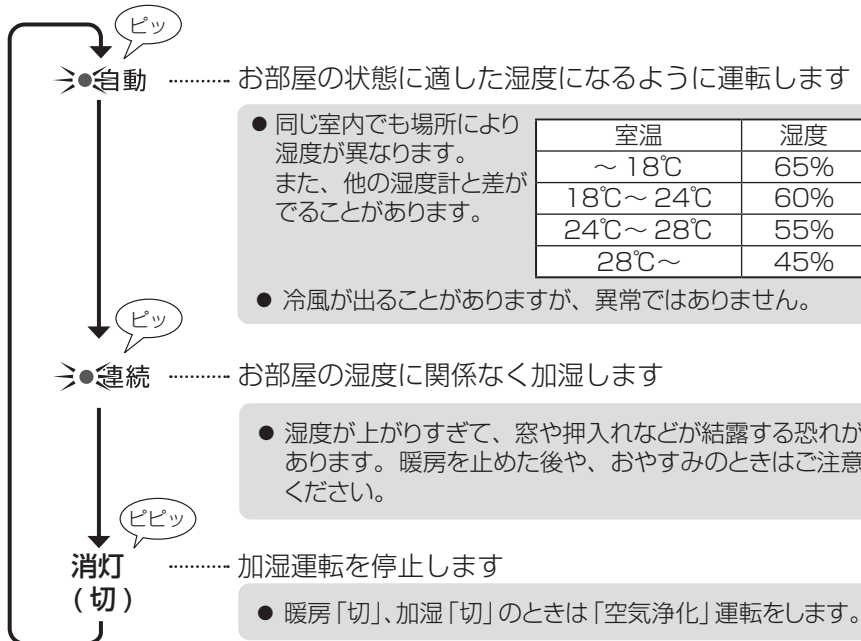 ピッ
自動 お部屋の状態に適した湿度になるように運転します
● 同じ室内でも場所により
湿度が異なります。
また、他の湿度計と差が
でることがあります。
室温 湿度
～ 18℃ 65%
18℃～ 24℃ 60%
24℃～ 28℃ 55%
28℃～ 45%
● 冷風が出ることがありますが、異常ではありません。
ピッ
連続 お部屋の湿度に関係なく加湿します
● 湿度が上がりすぎて、窓や押入れなどが結露する恐れが
あります。暖房を止めた後や、おやすみのときはご注意
ください。
ピピッ
消灯 加湿運転を停止します
(切)
● 暖房「切」、加湿「切」のときは「空気浄化」運転をします。